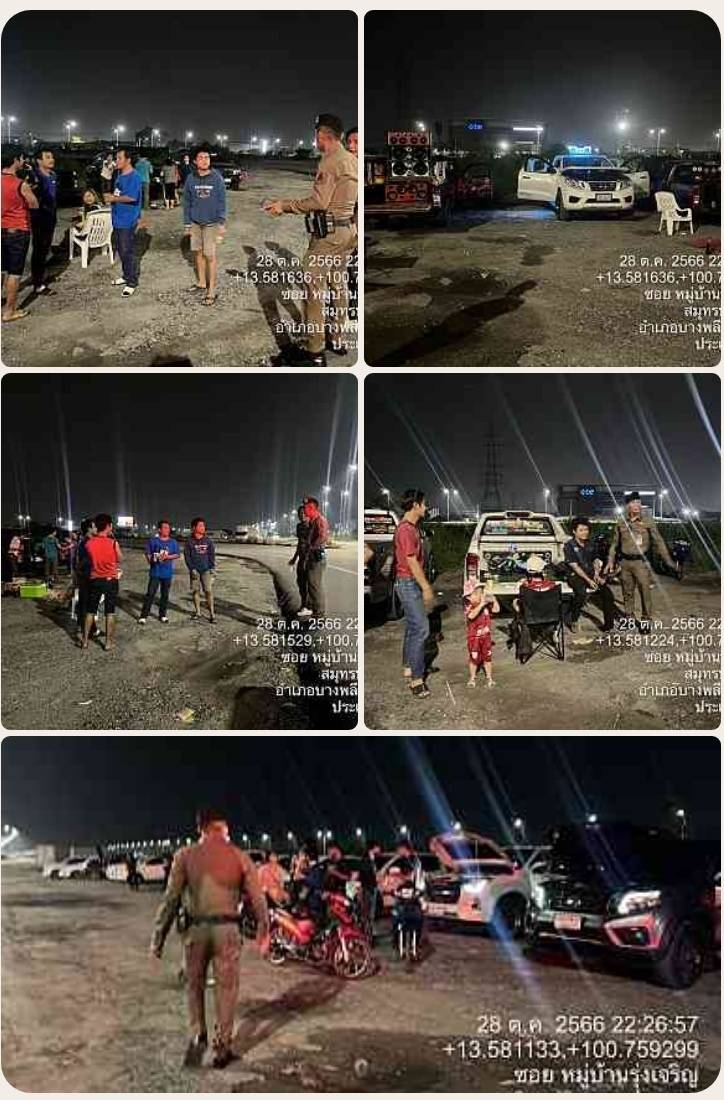 28 ต.ค. 2566 22
+13.581636,+100.7
ซอย หมู่บ้าน
สมุทร
อำเภอบางพลี
ประเ
28 ต.ค. 2566 22
+13.581636,+100.7
ซอย หมู่บ้าน
สมุทร
อำเภอบางพลี
ประเ
28 ต.ค. 2566 22
+13.581529,+100.7
ซอย หมู่บ้าน
สมุทร
อำเภอบางพลี
ประเ
28 ต.ค. 2566 22
+13.581224,+100.7
ซอย หมู่บ้าน
สมุทร
อำเภอบางพลี
ประเ
28 ต.ค. 2566 22:26:57
+13.581133,+100.759299
ซอย หมู่บ้านรุ่งเจริญ